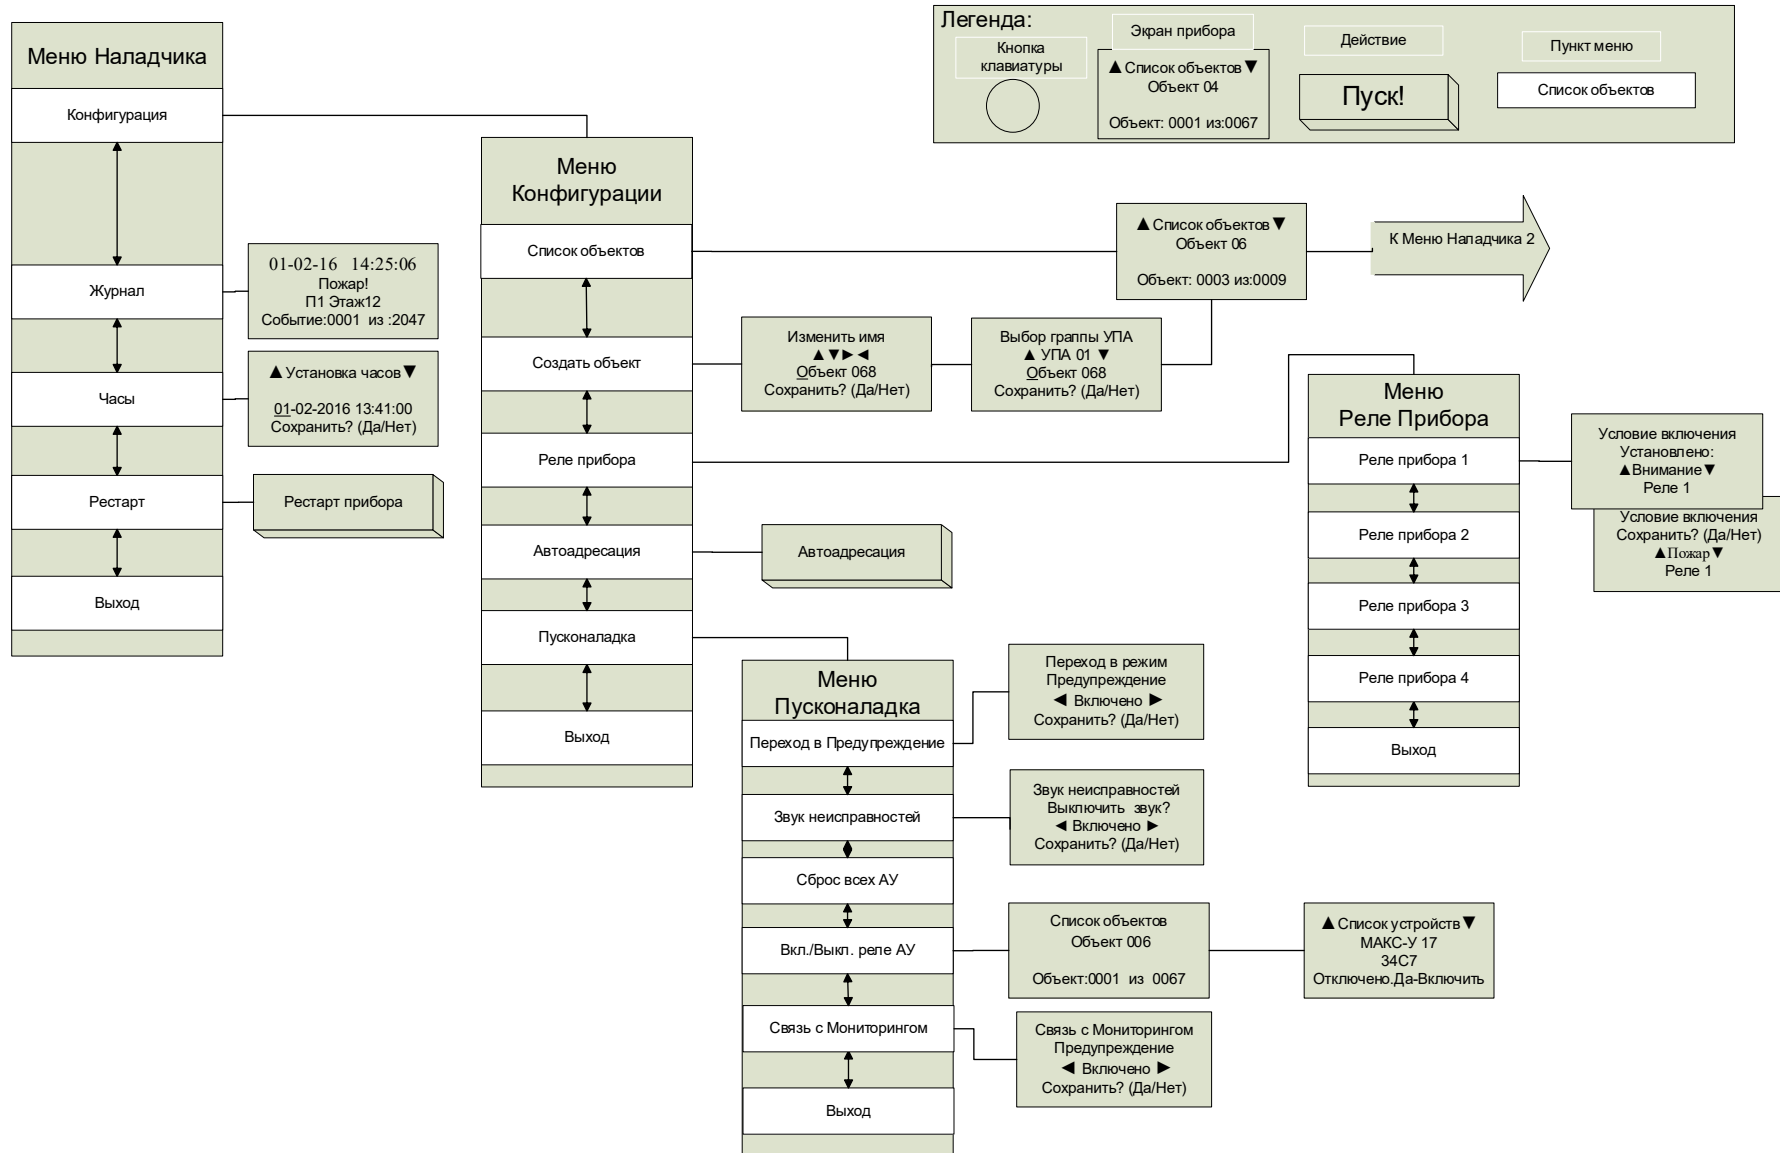 Легенда:
Кнопка
клавиатуры
Экран прибора
▲Список объектов▼
Объект 04
Объект: 0001 из:0067
Действие
Пуск!
Пункт меню
Список объектов
Меню Наладчика
Конфигурация
Журнал
Часы
Рестарт
Выход
01-02-16 14:25:06
Пожар!
П1 Этаж12
Событие:0001 из :2047
▲Установка часов▼
01-02-2016 13:41:00
Сохранить? (Да/Нет)
Рестарт прибора
Меню
Конфигурации
Список объектов
Создать объект
Реле прибора
Автоадресация
Пусконаладка
Выход
▲Список объектов▼
Объект 06
Объект: 0003 из:0009
К Меню Наладчика 2
Изменить имя
▲▼►◄
Объект 068
Сохранить? (Да/Нет)
Выбор граппы УПА
▲ УПА 01 ▼
Объект 068
Сохранить? (Да/Нет)
Автоадресация
Меню
Реле Прибора
Реле прибора 1
Реле прибора 2
Реле прибора 3
Реле прибора 4
Выход
Условие включения
Установлено:
▲Внимание▼
Реле 1
Условие включения
Сохранить? (Да/Нет)
▲Пожар▼
Реле 1
Меню
Пусконаладка
Переход в Предупреждение
Звук неисправностей
Сброс всех АУ
Вкл./Выкл. реле АУ
Связь с Мониторингом
Выход
Переход в режим
Предупреждение
◄ Включено ►
Сохранить? (Да/Нет)
Звук неисправностей
Выключить звук?
◄ Включено ►
Сохранить? (Да/Нет)
Список объектов
Объект 006
Объект:0001 из 0067
▲Список устройств▼
МАКС-У 17
34С7
Отключено.Да-Включить
Связь с Мониторингом
Предупреждение
◄ Включено ►
Сохранить? (Да/Нет)